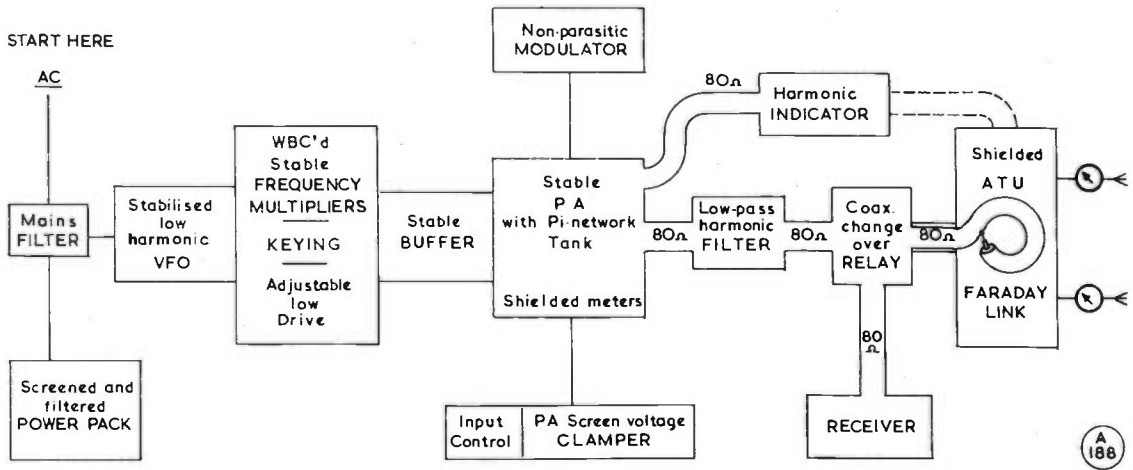 START HERE
AC
Mains
FILTER
Screened and
filtered
POWER PACK
Stabilised
low
harmonic
VFO
WBC'd
Stable
FREQUENCY
MULTIPLIERS
KEYING
Adjustable
low
Drive
Stable
BUFFER
Non-parasitic
MODULATOR
Stable
PA
with Pi-network
Tank
Shielded meters
Input
Control
PA Screen voltage
CLAMPER
80Ω
Harmonic
INDICATOR
80Ω
Low-pass
harmonic
FILTER
80Ω
Coax.
change
over
RELAY
80Ω
80
Ω
RECEIVER
Shielded
ATU
FARADAY
LINK
A
188